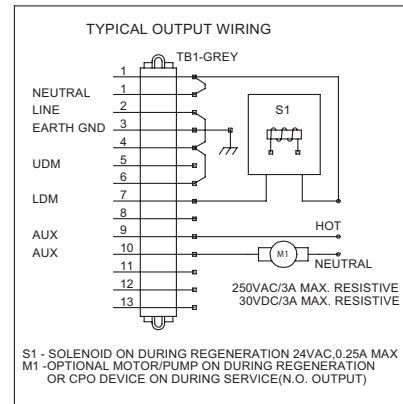 TYPICAL OUTPUT WIRING
TB1-GREY
1
NEUTRAL 1
LINE 2
EARTH GND 3
4
UDM 5
6
LDM 7
8
AUX 9
AUX 10
11
12
13
S1
HOT
M1
NEUTRAL
250VAC/3A MAX. RESISTIVE
30VDC/3A MAX. RESISTIVE
S1 - SOLENOID ON DURING REGENERATION 24VAC,0.25A MAX
M1 -OPTIONAL MOTOR/PUMP ON DURING REGENERATION
OR CPO DEVICE ON DURING SERVICE(N.O. OUTPUT)